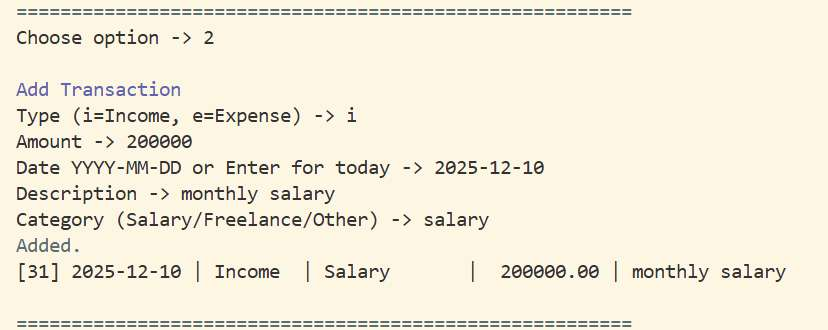 ========================================================
Choose option -> 2
Add Transaction
Type (i=Income, e=Expense) -> i
Amount -> 200000
Date YYYY-MM-DD or Enter for today -> 2025-12-10
Description -> monthly salary
Category (Salary/Freelance/Other) -> salary
Added.
[31] 2025-12-10 | Income  | Salary       |  200000.00 | monthly salary
========================================================